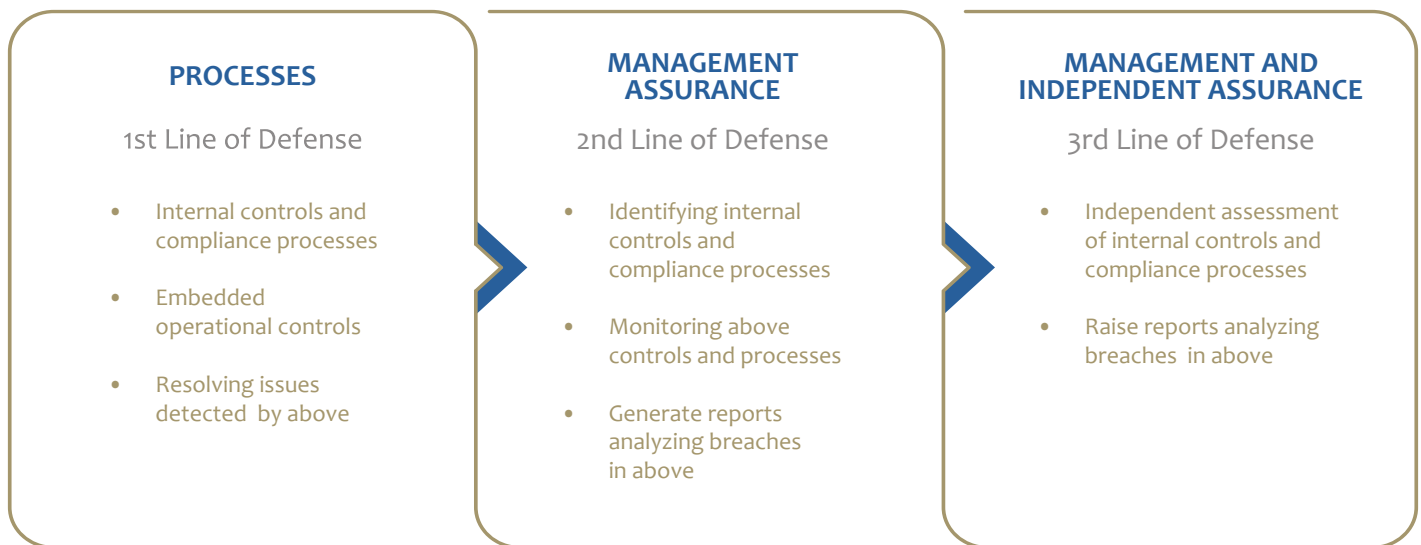 PROCESSES
1st Line of Defense
• Internal controls and
compliance processes
• Embedded
operational controls
• Resolving issues
detected by above
MANAGEMENT
ASSURANCE
2nd Line of Defense
• Identifying internal
controls and
compliance processes
• Monitoring above
controls and processes
• Generate reports
analyzing breaches
in above
MANAGEMENT AND
INDEPENDENT ASSURANCE
3rd Line of Defense
• Independent assessment
of internal controls and
compliance processes
• Raise reports analyzing
breaches in above